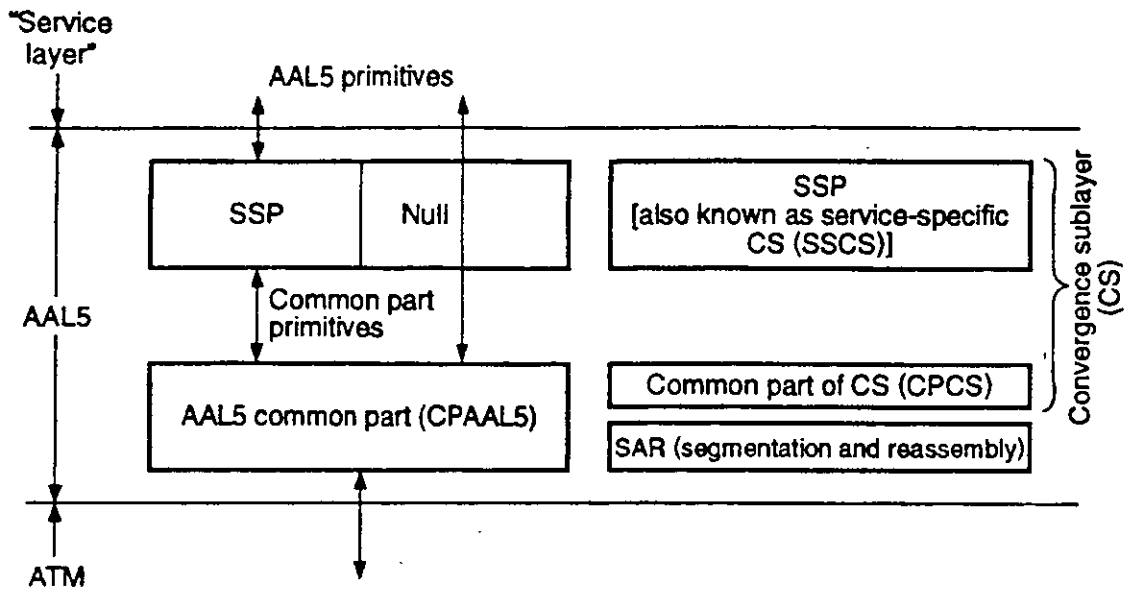 "Service
layer"
AAL5 primitives
SSP
Null
SSP
[also known as service-specific
CS (SSCS)]
Convergence sublayer
(CS)
AAL5
Common part
primitives
AAL5 common part (CPAAL5)
Common part of CS (CPCS)
SAR (segmentation and reassembly)
ATM